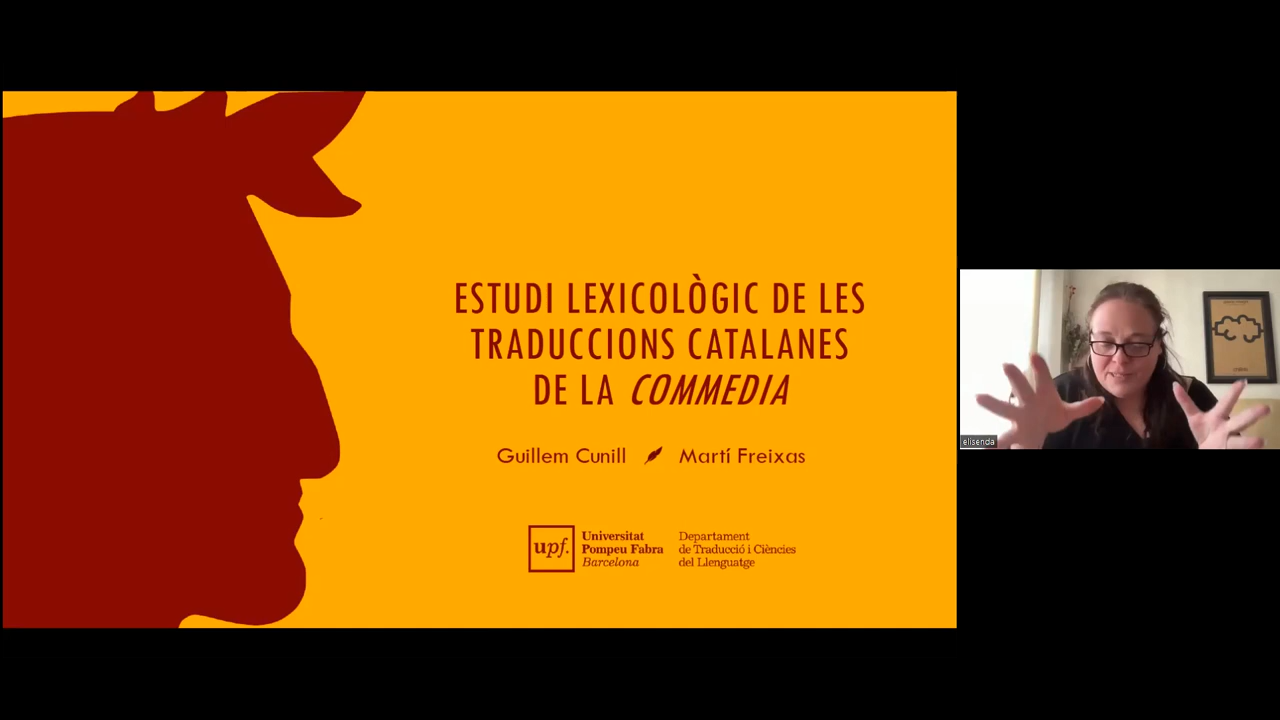 ESTUDI LEXICOLÒGIC DE LES
TRADUCCIONS CATALANES
DE LA COMMEDIA
Guillem Cunill Martí Freixas
upf.
Universitat
Pompeu Fabra
Barcelona
Departament
de Traducció i Ciències
del Llenguatge
elisenda